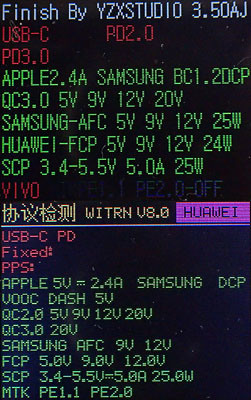 Finish By YZXSTUDIO 3.50AJ
USB-C PD2.0
PD3.0
APPLE2.4A SAMSUNG BC1.2DCP
QC3.0 5V 9V 12V 20V
SAMSUNG-AFC 5V 9V 12V 25W
HUAWEI-FCP 5V 9V 12V 24W
SCP 3.4-5.5V 5.0A 25W
VIVO PE1.1 PE2.0-OFF
协议检测 WITRN V8.0 HUAWEI
USB-C PD
Fixed:
PPS:
APPLE 5V=2.4A SAMSUNG DCP
VOOC DASH 5V
QC2.0 5V 9V 12V 20V
QC3.0 20V
SAMSUNG AFC 9V 12V
FCP 5.0V 9.0V 12.0V
SCP 3.4-5.5V=5.0A 25.0W
MTK PE1.1 PE2.0